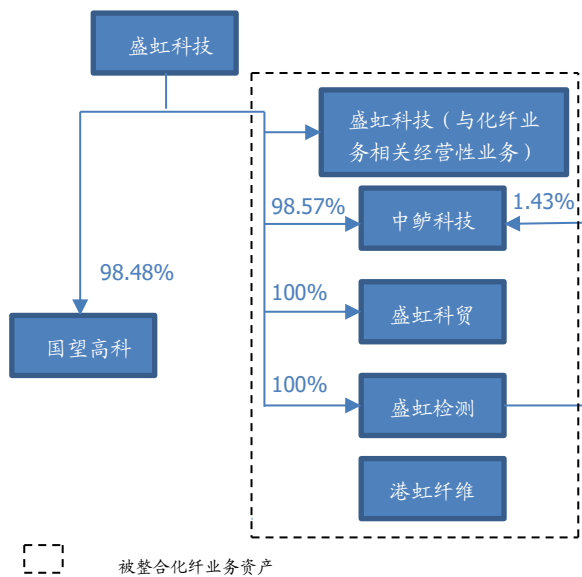 盛虹科技
盛虹科技（与化纤业
务相关经营性业务）
98.57%
中鲈科技
1.43%
98.48%
100%
盛虹科贸
国望高科
100%
盛虹检测
港虹纤维
被整合化纤业务资产